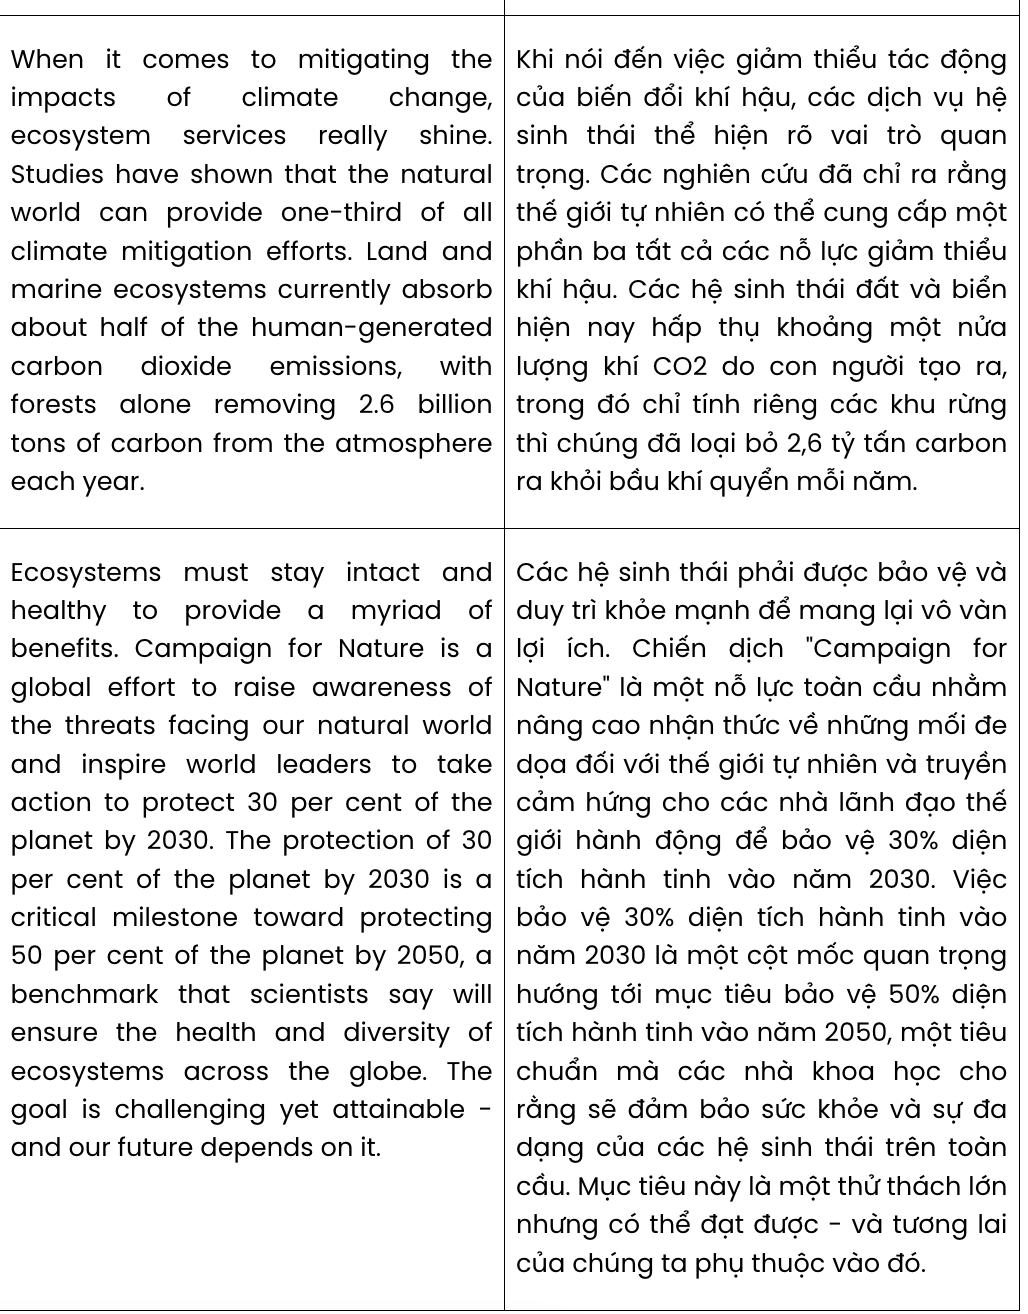 When it comes to mitigating the
impacts of climate change,
ecosystem services really shine.
Studies have shown that the natural
world can provide one-third of all
climate mitigation efforts. Land and
marine ecosystems currently absorb
about half of the human-generated
carbon dioxide emissions, with
forests alone removing 2.6 billion
tons of carbon from the atmosphere
each year.
Khi nói đến việc giảm thiểu tác động
của biến đổi khí hậu, các dịch vụ hệ
sinh thái thể hiện rõ vai trò quan
trọng. Các nghiên cứu đã chỉ ra rằng
thế giới tự nhiên có thể cung cấp một
phần ba tất cả các nỗ lực giảm thiểu
khí hậu. Các hệ sinh thái đất và biển
hiện nay hấp thụ khoảng một nửa
lượng khí CO2 do con người tạo ra,
trong đó chỉ tính riêng các khu rừng
thì chúng đã loại bỏ 2,6 tỷ tấn carbon
ra khỏi bầu khí quyển mỗi năm.
Ecosystems must stay intact and
healthy to provide a myriad of
benefits. Campaign for Nature is a
global effort to raise awareness of
the threats facing our natural world
and inspire world leaders to take
action to protect 30 per cent of the
planet by 2030. The protection of 30
per cent of the planet by 2030 is a
critical milestone toward protecting
50 per cent of the planet by 2050, a
benchmark that scientists say will
ensure the health and diversity of
ecosystems across the globe. The
goal is challenging yet attainable -
and our future depends on it.
Các hệ sinh thái phải được bảo vệ và
duy trì khỏe mạnh để mang lại vô vàn
lợi ích. Chiến dịch "Campaign for
Nature" là một nỗ lực toàn cầu nhằm
nâng cao nhận thức về những mối đe
dọa đối với thế giới tự nhiên và truyền
cảm hứng cho các nhà lãnh đạo thế
giới hành động để bảo vệ 30% diện
tích hành tinh vào năm 2030. Việc
bảo vệ 30% diện tích hành tinh vào
năm 2030 là một cột mốc quan trọng
hướng tới mục tiêu bảo vệ 50% diện
tích hành tinh vào năm 2050, một tiêu
chuẩn mà các nhà khoa học cho
rằng sẽ đảm bảo sức khỏe và sự đa
dạng của các hệ sinh thái trên toàn
cầu. Mục tiêu này là một thử thách lớn
nhưng có thể đạt được - và tương lai
của chúng ta phụ thuộc vào đó.